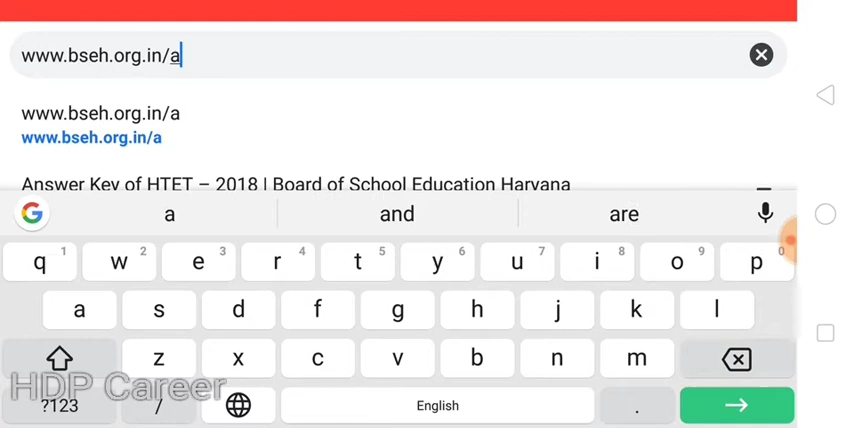 www.bseh.org.in/a
www.bseh.org.in/a
www.bseh.org.in/a
Answer Key of HTET – 2018 | Board of School Education Haryana
a and are
q 1 w 2 e 3 r 4 t 5 y 6 u 7 i 8 o 9 p 0
a s d f g h j k l
z x c v b n m
HDP Career
?123 / English .